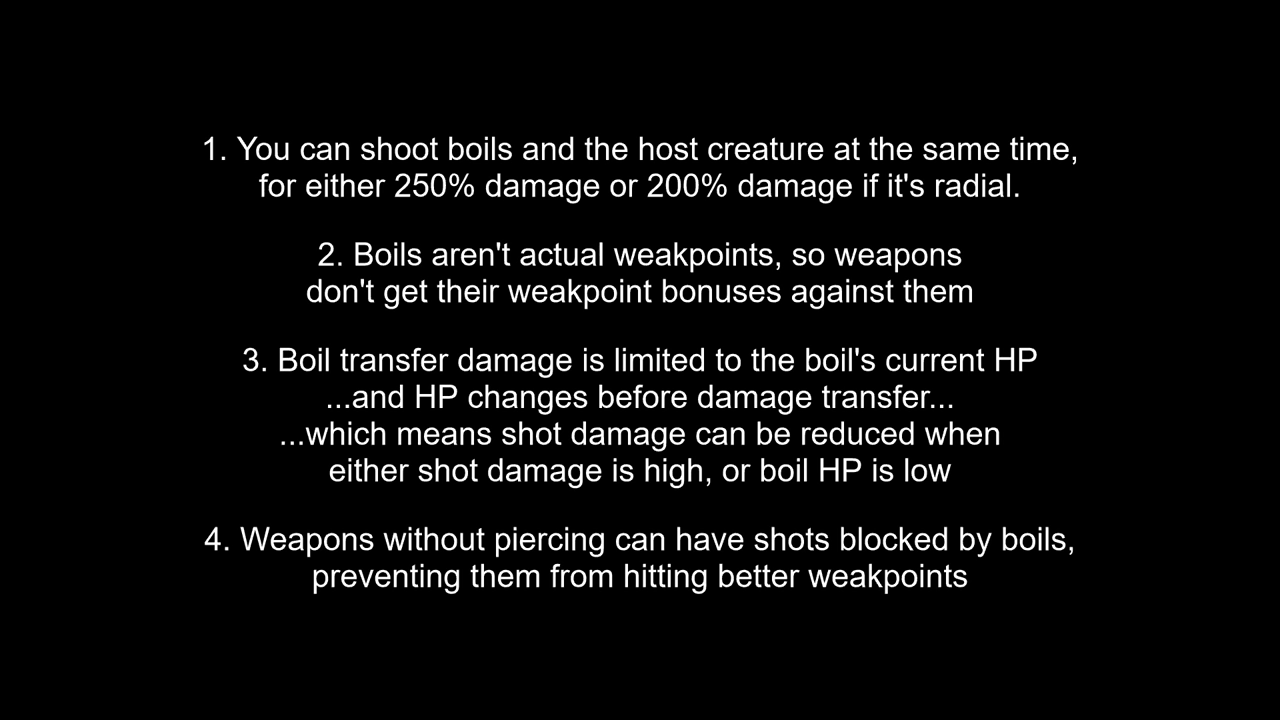 1. You can shoot boils and the host creature at the same time,
for either 250% damage or 200% damage if it's radial.
2. Boils aren't actual weakpoints, so weapons
don't get their weakpoint bonuses against them
3. Boil transfer damage is limited to the boil's current HP
...and HP changes before damage transfer...
...which means shot damage can be reduced when
either shot damage is high, or boil HP is low
4. Weapons without piercing can have shots blocked by boils,
preventing them from hitting better weakpoints